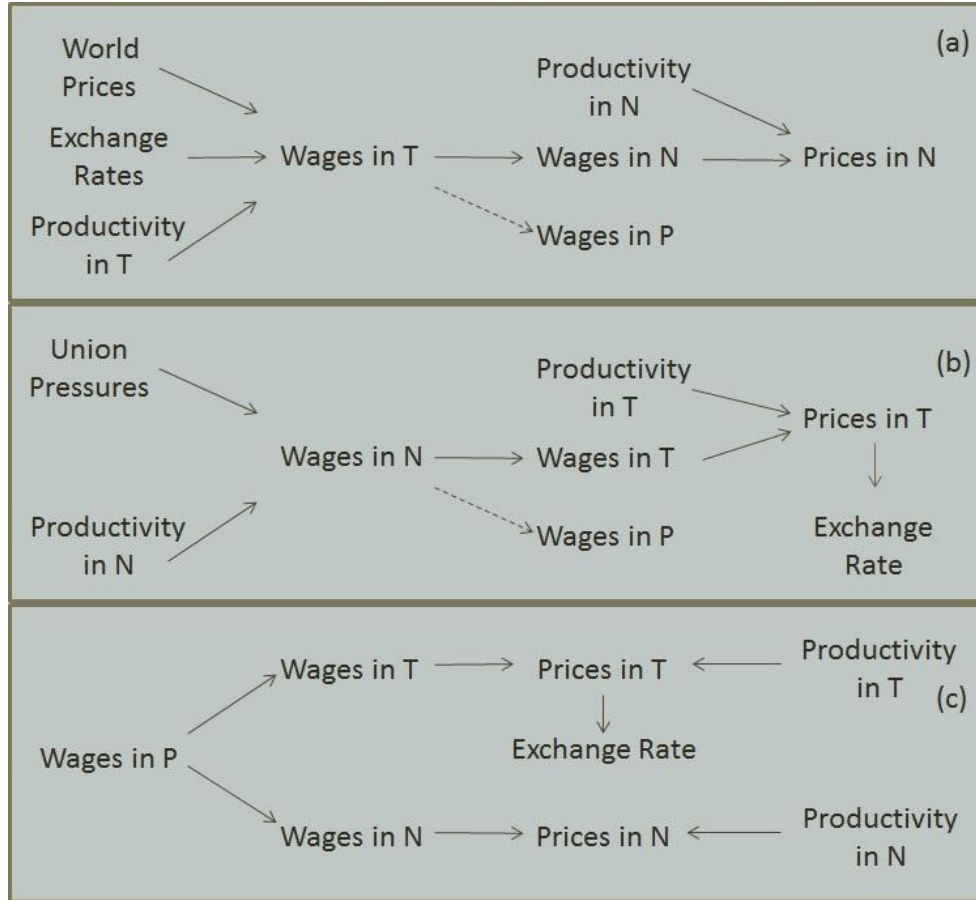 (a)
World
Prices
Exchange
Rates
Productivity
in T
Wages in T
Productivity
in N
Wages in N
Wages in P
Prices in N
(b)
Union
Pressures
Productivity
in N
Wages in N
Productivity
in T
Wages in T
Wages in P
Prices in T
Exchange
Rate
(c)
Wages in P
Wages in T
Prices in T
Productivity
in T
Exchange Rate
Wages in N
Prices in N
Productivity
in N